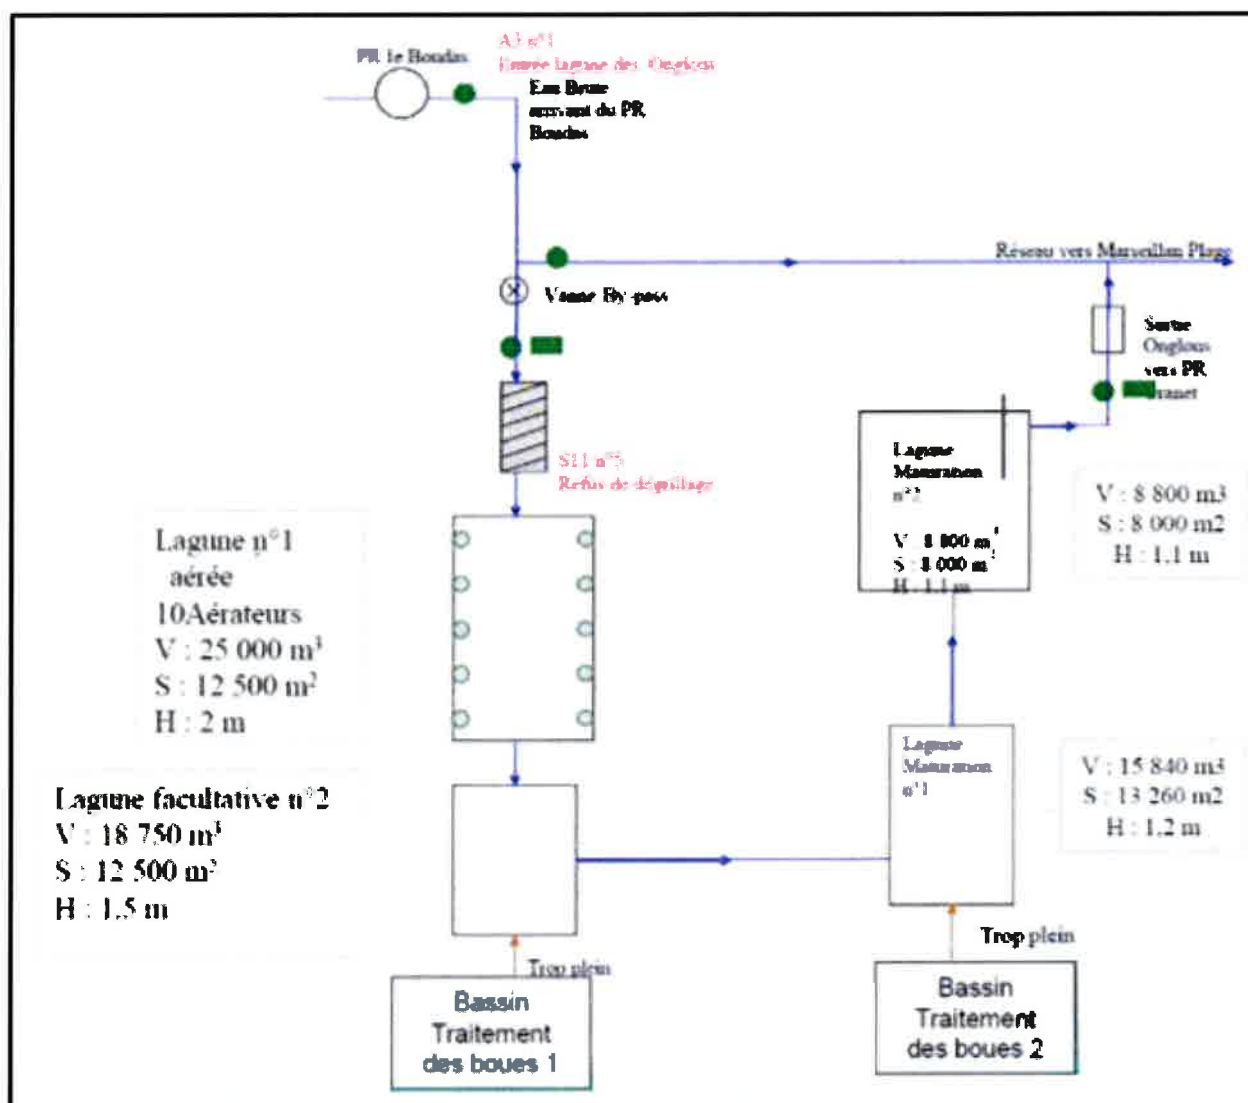 PR le Boudas
A3 n°1
Entrée lagune des Onglous
Eau Brute
arrivant du PR
Boudas
Réseau vers Marseillan Plage
Vanne By-pass
Sortie
Onglous
vers PR
S11 n°5
Refus de dégrillage
Lagune
Maturation
n°2
V : 8 800 m
S : 8 000 m
H : 1.1 m
V : 8 800 m3
S : 8 000 m2
H : 1.1 m
Lagune n°1
aérée
10Aérateurs
V : 25 000 m³
S : 12 500 m²
H : 2 m
Lagune
Maturation
n°1
V : 15 840 m3
S : 13 260 m2
H : 1.2 m
Lagune facultative n°2
V : 18 750 m³
S : 12 500 m²
H : 1.5 m
Trop plein
Trop plein
Bassin
Traitement
des boues 1
Bassin
Traitement
des boues 2